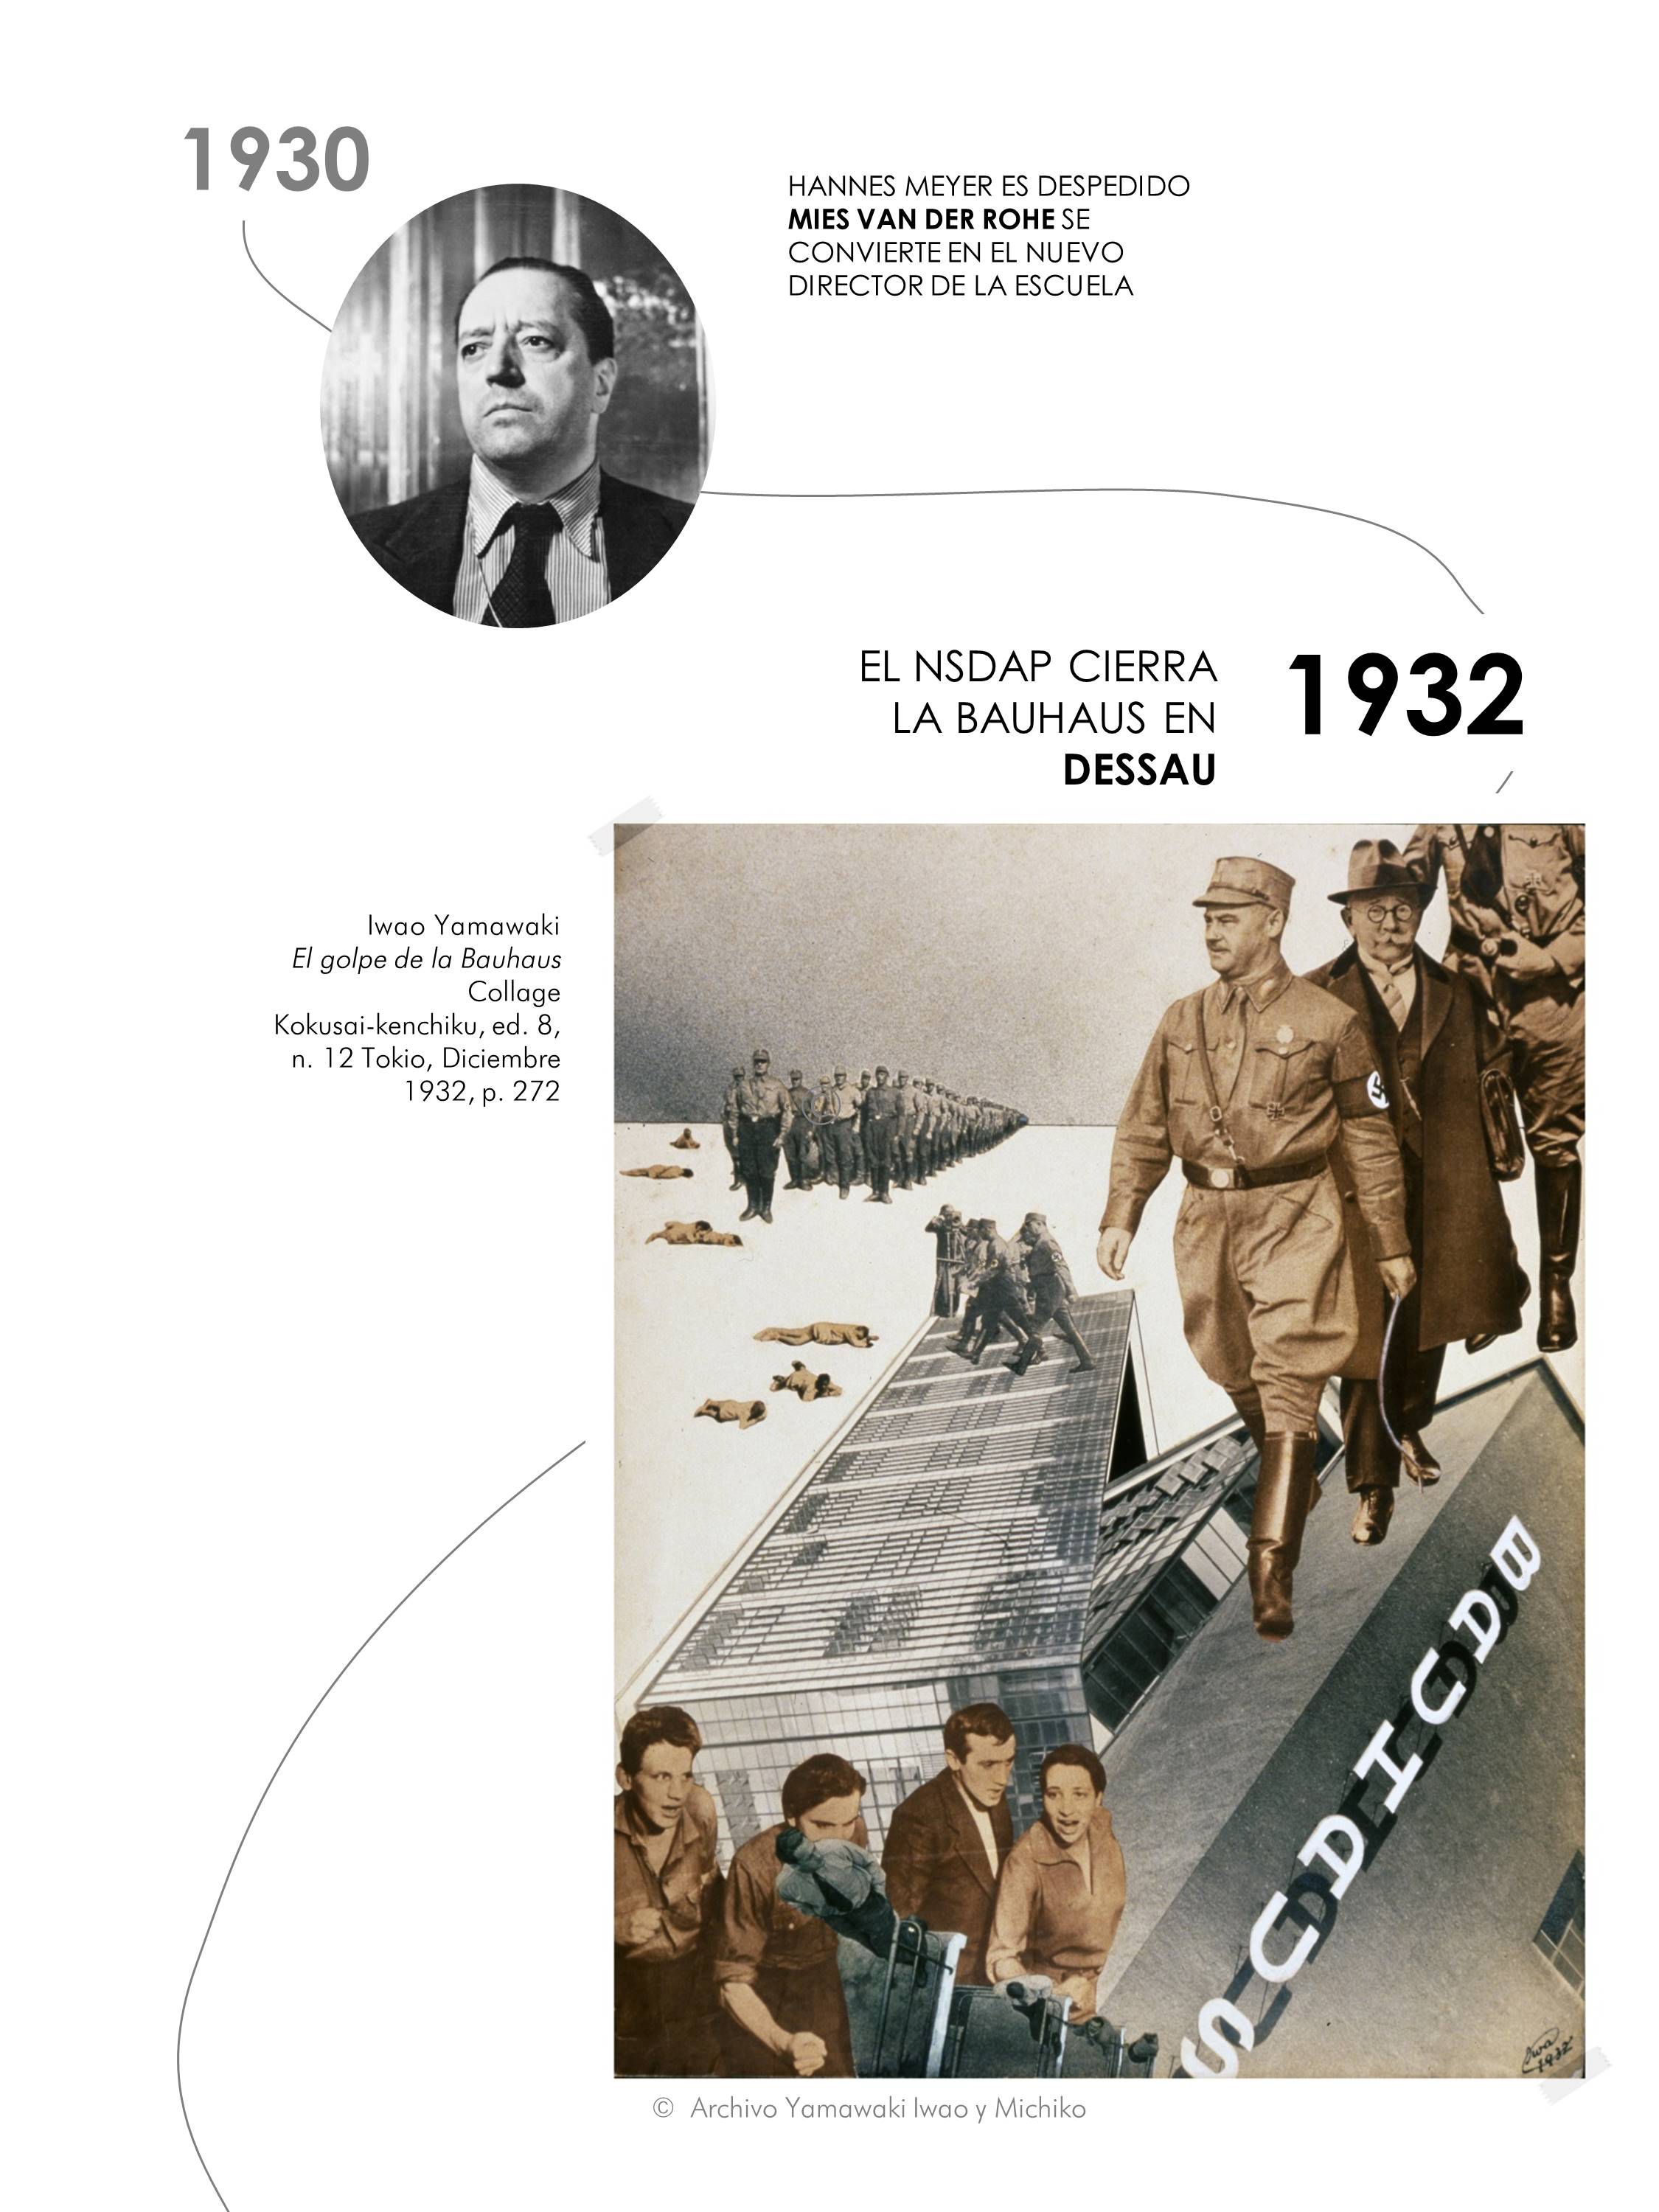 1930
HANNES MEYER ES DESPEDIDO
MIES VAN DER ROHE SE
CONVIERTE EN EL NUEVO
DIRECTOR DE LA ESCUELA
EL NSDAP CIERRA
LA BAUHAUS EN
DESSAU
1932
Iwao Yamawaki
El golpe de la Bauhaus
Collage
Kokusai-kenchiku, ed. 8,
n. 12 Tokio, Diciembre
1932, p. 272
1932
© Archivo Yamawaki Iwao y Michiko